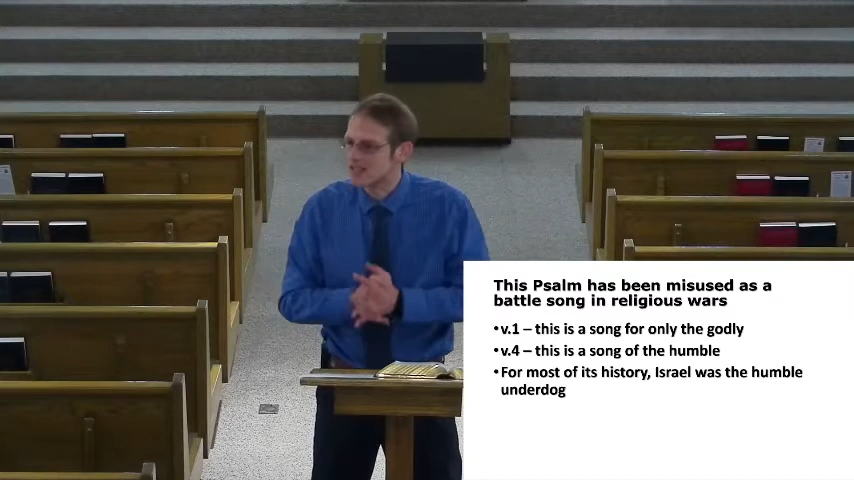 This Psalm has been misused as a
battle song in religious wars
•v.1 – this is a song for only the godly
•v.4 – this is a song of the humble
•For most of its history, Israel was the humble
underdog